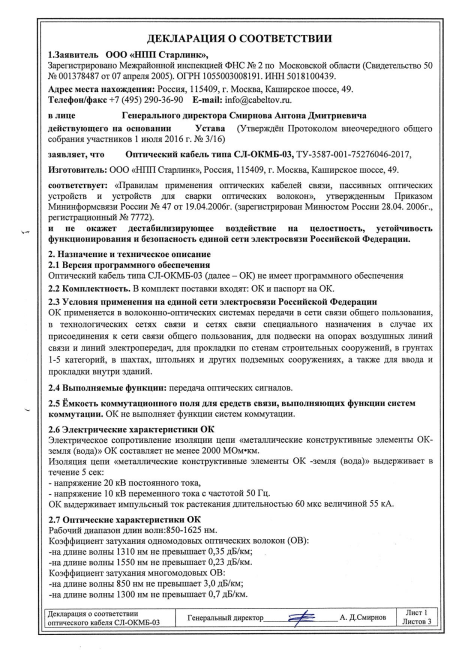 ДЕКЛАРАЦИЯ О СООТВЕТСТВИИ
1.Заявитель ООО «НПП Старлинк»,
Зарегистрировано Межрайонной инспекцией ФНС № 2 по Московской области (Свидетельство 50
№ 001378487 от 07 апреля 2005). ОГРН 1055003008191. ИНН 5018100439.
Адрес места нахождения: Россия, 115409, г. Москва, Каширское шоссе, 49.
Телефон/факс +7 (495) 290-36-90 E-mail: info@cabeltov.ru.
в лице Генерального директора Смирнова Антона Дмитриевича
действующего на основании Устава (Утверждён Протоколом внеочередного общего
собрания участников 1 июля 2016 г. № 3/16)
заявляет, что Оптический кабель типа СЛ-ОКМБ-03, ТУ-3587-001-75276046-2017,
Изготовитель: ООО «НПП Старлинк», Россия, 115409, г. Москва, Каширское шоссе, 49.
соответствует: «Правилам применения оптических кабелей связи, пассивных оптических
устройств и устройств для сварки оптических волокон», утвержденным Приказом
Мининформсвязи России № 47 от 19.04.2006г. (зарегистрирован Минюстом России 28.04. 2006г.,
регистрационный № 7772).
и не окажет дестабилизирующее воздействие на целостность, устойчивость
функционирования и безопасность единой сети электросвязи Российской Федерации.
2. Назначение и техническое описание
2.1 Версия программного обеспечения
Оптический кабель типа СЛ-ОКМБ-03 (далее – ОК) не имеет программного обеспечения
2.2 Комплектность. В комплект поставки входят: ОК и паспорт на ОК.
2.3 Условия применения на единой сети электросвязи Российской Федерации
ОК применяется в волоконно-оптических системах передачи в сети связи общего пользования,
в технологических сетях связи и сетях связи специального назначения в случае их
присоединения к сети связи общего пользования, для подвески на опорах воздушных линий
связи и линий электропередач, для прокладки по стенам строительных сооружений, в грунтах
1-5 категорий, в шахтах, штольнях и других подземных сооружениях, а также для ввода и
прокладки внутри зданий.
2.4 Выполняемые функции: передача оптических сигналов.
2.5 Ёмкость коммутационного поля для средств связи, выполняющих функции систем
коммутации. ОК не выполняет функции систем коммутации.
2.6 Электрические характеристики ОК
Электрическое сопротивление изоляции цепи «металлические конструктивные элементы ОК-
земля (вода)» ОК составляет не менее 2000 МОм•км.
Изоляция цепи «металлические конструктивные элементы ОК -земля (вода)» выдерживает в
течение 5 сек:
- напряжение 20 кВ постоянного тока,
- напряжение 10 кВ переменного тока с частотой 50 Гц.
ОК выдерживает импульсный ток растекания длительностью 60 мкс величиной 55 кА.
2.7 Оптические характеристики ОК
Рабочий диапазон длин волн:850-1625 нм.
Коэффициент затухания одномодовых оптических волокон (ОВ):
-на длине волны 1310 нм не превышает 0,35 дБ/км;
-на длине волны 1550 нм не превышает 0,23 дБ/км;
Коэффициент затухания многомодовых ОВ:
-на длине волны 850 нм не превышает 3,0 дБ/км;
-на длине волны 1300 нм не превышает 0,7 дБ/км.
Декларация о соответствии
оптического кабеля СЛ-ОКМБ-03
Генеральный директор
А. Д.Смирнов
Лист 1
Листов 3